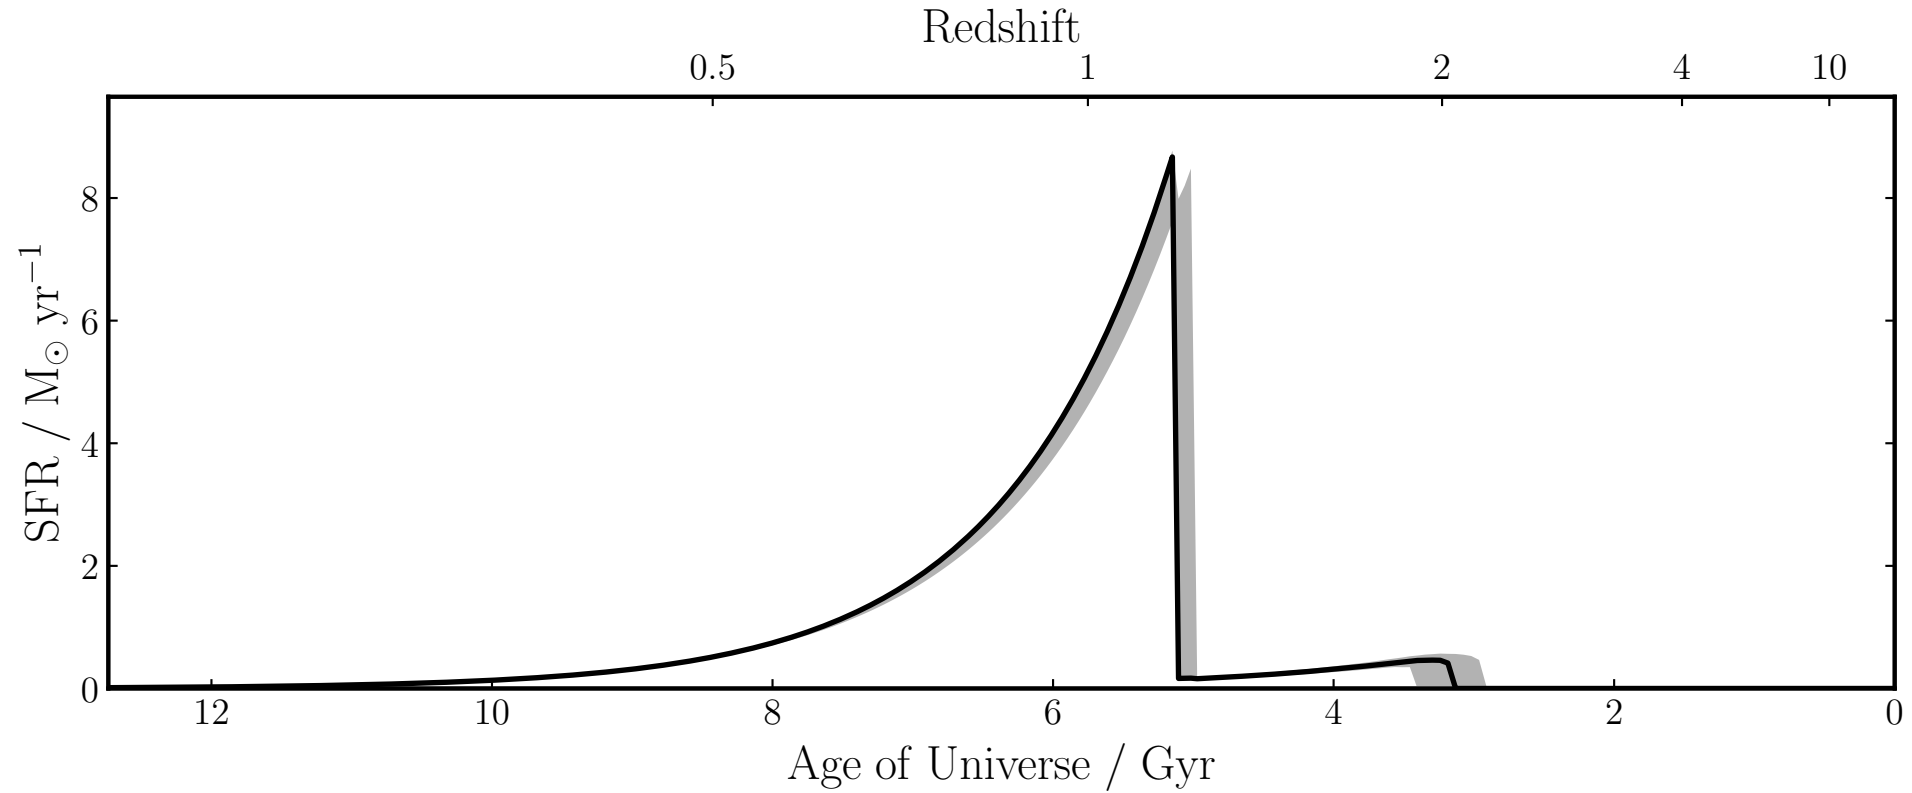 Redshift
0.5 1 2 4 10
SFR / M⊙ yr⁻¹
8
6
4
2
0
12 10 8 6 4 2 0
Age of Universe / Gyr